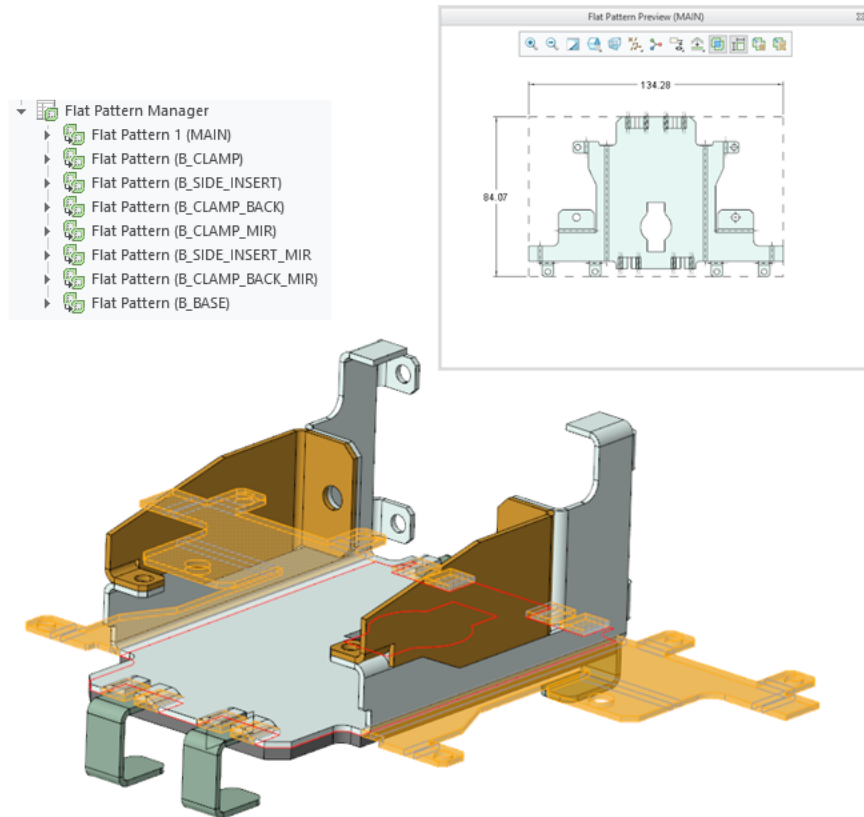 Flat Pattern Preview (MAIN)
134.28
84.07
Flat Pattern Manager
Flat Pattern 1 (MAIN)
Flat Pattern (B_CLAMP)
Flat Pattern (B_SIDE_INSERT)
Flat Pattern (B_CLAMP_BACK)
Flat Pattern (B_CLAMP_MIR)
Flat Pattern (B_SIDE_INSERT_MIR
Flat Pattern (B_CLAMP_BACK_MIR)
Flat Pattern (B_BASE)